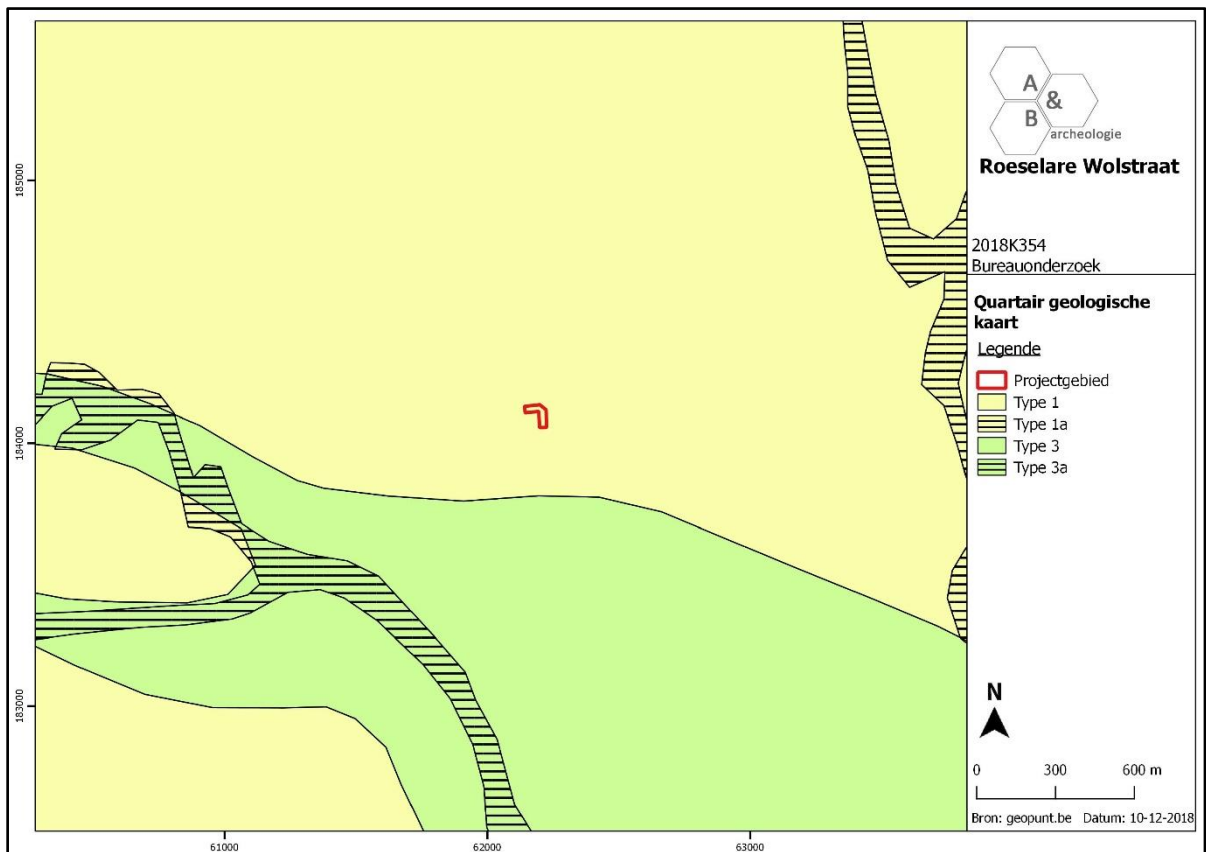 A
&
B
archeologie
Roeselare Wolstraat
2018K354
Bureauonderzoek
Quartair geologische
kaart
Legende
Projectgebied
Type 1
Type 1a
Type 3
Type 3a
N
0 300 600 m
Bron: geopunt.be Datum: 10-12-2018
185000
184000
183000
61000 62000 63000